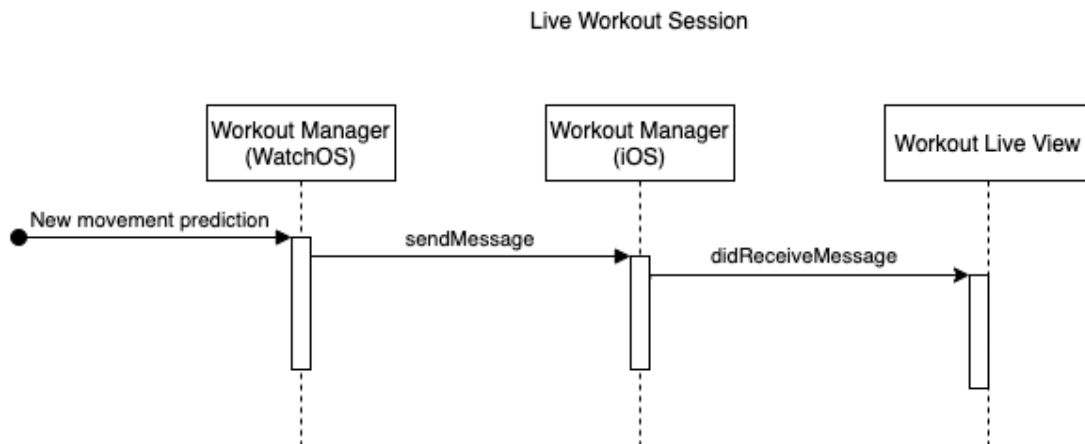 Live Workout Session
Workout Manager
(WatchOS)
Workout Manager
(iOS)
Workout Live View
New movement prediction
sendMessage
didReceiveMessage